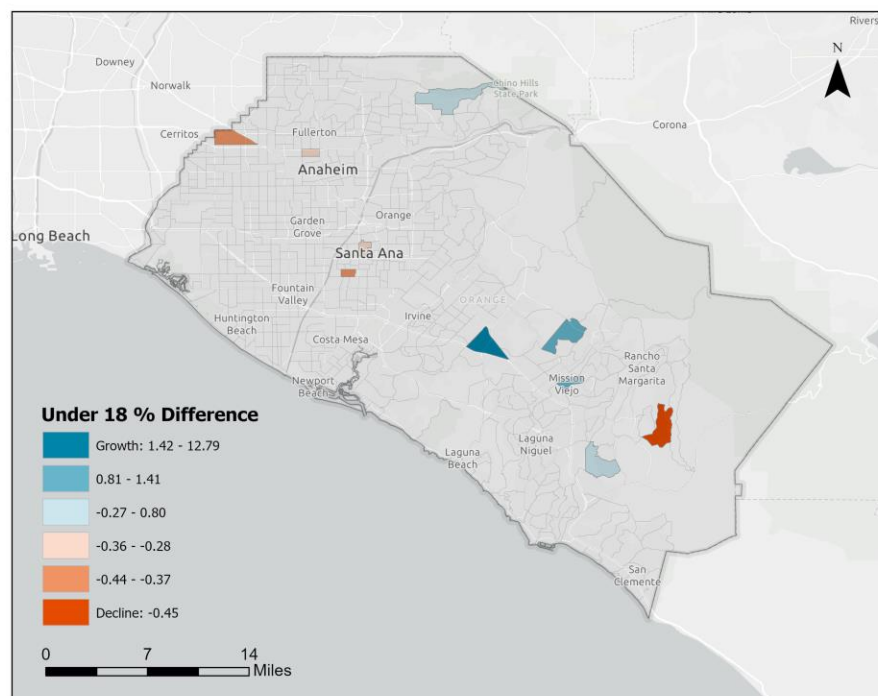 Rivers
Downey
Norwalk
Chino Hills
State Park
N
Cerritos
Fullerton
Corona
Anaheim
Garden
Grove
Orange
Long Beach
Santa Ana
Fountain
Valley
ORANGE
Irvine
Huntington
Beach
Costa Mesa
Rancho
Santa
Margarita
Mission
Viejo
Newport
Beach
Under 18 % Difference
Growth: 1.42 - 12.79
0.81 - 1.41
-0.27 - 0.80
-0.36 - -0.28
-0.44 - -0.37
Decline: -0.45
Laguna
Beach
Laguna
Niguel
San
Clemente
0 7 14
Miles